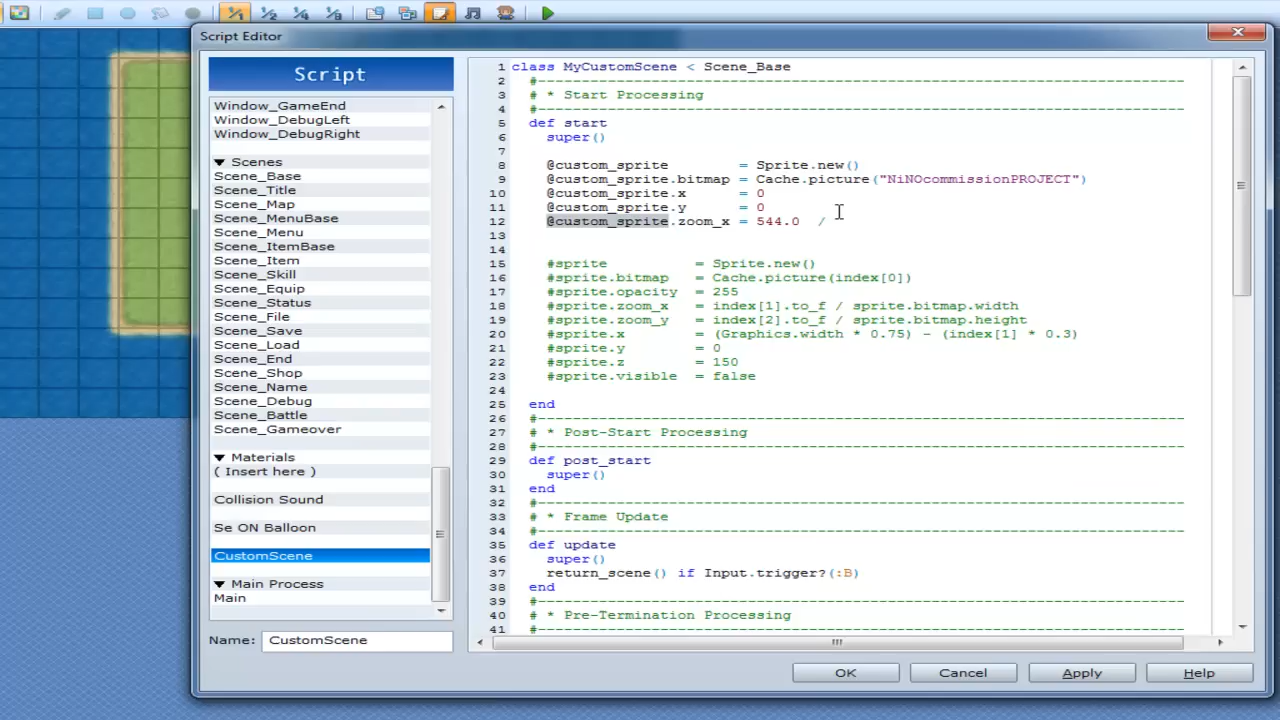 Script Editor
Script
Window_GameEnd
Window_DebugLeft
Window_DebugRight
Scenes
Scene_Base
Scene_Title
Scene_Map
Scene_MenuBase
Scene_Menu
Scene_ItemBase
Scene_Item
Scene_Skill
Scene_Equip
Scene_Status
Scene_File
Scene_Save
Scene_Load
Scene_End
Scene_Shop
Scene_Name
Scene_Debug
Scene_Battle
Scene_Gameover
Materials
( Insert here )
Collision Sound
Se ON Balloon
CustomScene
Main Process
Main
Name: CustomScene
1 class MyCustomScene < Scene_Base
2 #--------------------------------------------------------------------------
3 # * Start Processing
4 #--------------------------------------------------------------------------
5 def start
6 super()
7
8 @custom_sprite = Sprite.new()
9 @custom_sprite.bitmap = Cache.picture("NiNOcommissionPROJECT")
10 @custom_sprite.x = 0
11 @custom_sprite.y = 0
12 @custom_sprite.zoom_x = 544.0 /
13
14
15 #sprite = Sprite.new()
16 #sprite.bitmap = Cache.picture(index[0])
17 #sprite.opacity = 255
18 #sprite.zoom_x = index[1].to_f / sprite.bitmap.width
19 #sprite.zoom_y = index[2].to_f / sprite.bitmap.height
20 #sprite.x = (Graphics.width * 0.75) - (index[1] * 0.3)
21 #sprite.y = 0
22 #sprite.z = 150
23 #sprite.visible = false
24
25 end
26 #--------------------------------------------------------------------------
27 # * Post-Start Processing
28 #--------------------------------------------------------------------------
29 def post_start
30 super()
31 end
32 #--------------------------------------------------------------------------
33 # * Frame Update
34 #--------------------------------------------------------------------------
35 def update
36 super()
37 return_scene() if Input.trigger?(:B)
38 end
39 #--------------------------------------------------------------------------
40 # * Pre-Termination Processing
41 #--------------------------------------------------------------------------
OK Cancel Apply Help
1/1 1/2 1/4 1/8